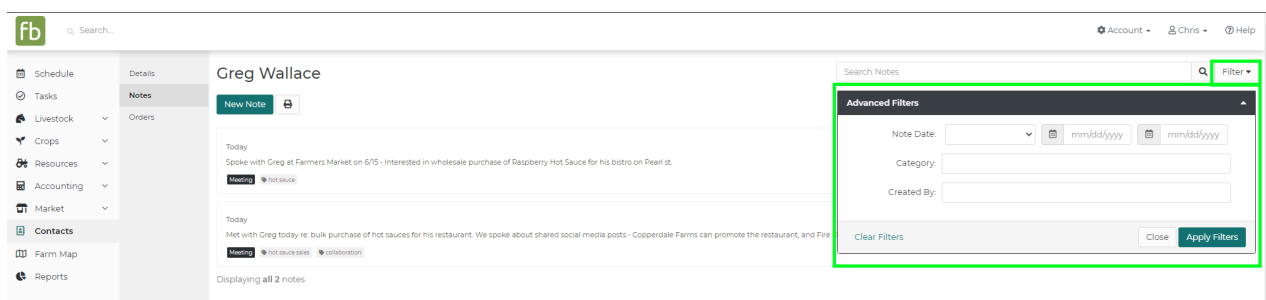 fb
Search...
Account
Chris
Help
Schedule
Tasks
Livestock
Crops
Resources
Accounting
Market
Contacts
Farm Map
Reports
Details
Notes
Orders
Greg Wallace
Search Notes
Filter
New Note
Today
Spoke with Greg at Farmers Market on 6/15 - Interested in wholesale purchase of Raspberry Hot Sauce for his bistro on Pearl st.
Meeting hot sauce
Today
Met with Greg today re: bulk purchase of hot sauces for his restaurant. We spoke about shared social media posts - Copperdale Farms can promote the restaurant, and Fire
Meeting hot sauce sales collaboration
Displaying all 2 notes
Advanced Filters
Note Date: mm/dd/yyyy mm/dd/yyyy
Category:
Created By:
Clear Filters
Close
Apply Filters